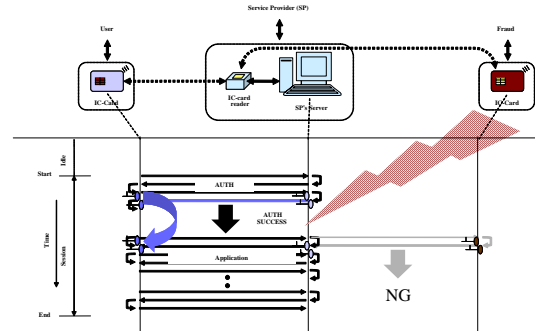 Service Provider (SP)
User
Fraud
IC-Card
IC-card
reader
SP's Server
IC-Card
Idle
Start
AUTH
AUTH
SUCCESS
Time
Session
Application
NG
End